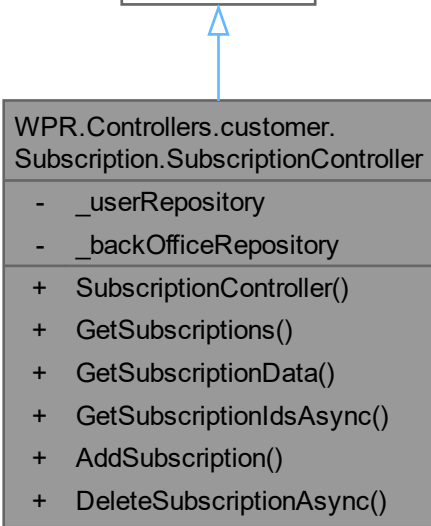 WPR.Controllers.customer.
Subscription.SubscriptionController
- _userRepository
- _backOfficeRepository
+ SubscriptionController()
+ GetSubscriptions()
+ GetSubscriptionData()
+ GetSubscriptionIdsAsync()
+ AddSubscription()
+ DeleteSubscriptionAsync()